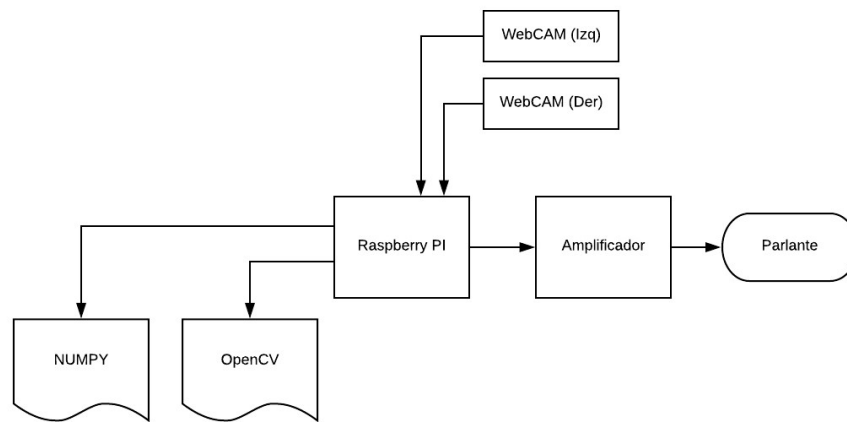 WebCAM (Izq)
WebCAM (Der)
Raspberry PI
Amplificador
Parlante
NUMPY
OpenCV